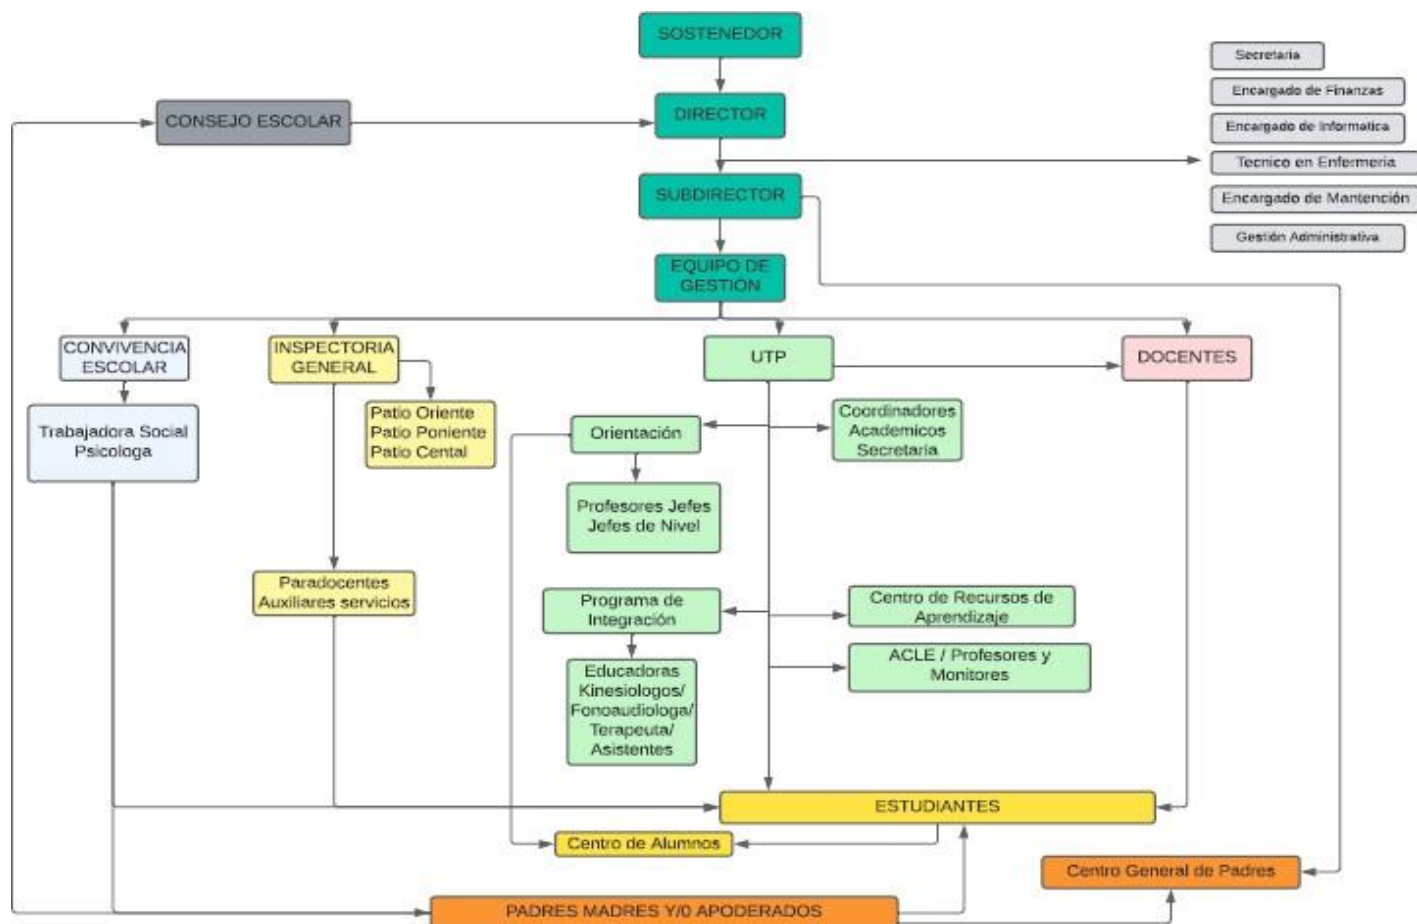 SOSTENEDOR
Secretaria
Encargado de Finanzas
CONSEJO ESCOLAR
DIRECTOR
Encargado de Informatica
Tecnico en Enfermeria
SUBDIRECTOR
Encargado de Mantención
Gestión Administrativa
EQUIPO DE
GESTIÓN
CONVIVENCIA
ESCOLAR
INSPECTORIA
GENERAL
UTP
DOCENTES
Trabajadora Social
Psicologa
Patio Oriente
Patio Poniente
Patio Cental
Orientación
Coordinadores
Academicos
Secretaria
Profesores Jefes
Jefes de Nivel
Paradocentes
Auxiliares servicios
Programa de
Integración
Centro de Recursos de
Aprendizaje
ACLE / Profesores y
Monitores
Educadoras
Kinesiologos/
Fonoaudiologa/
Terapeuta/
Asistentes
ESTUDIANTES
Centro de Alumnos
Centro General de Padres
PADRES MADRES Y/0 APODERADOS